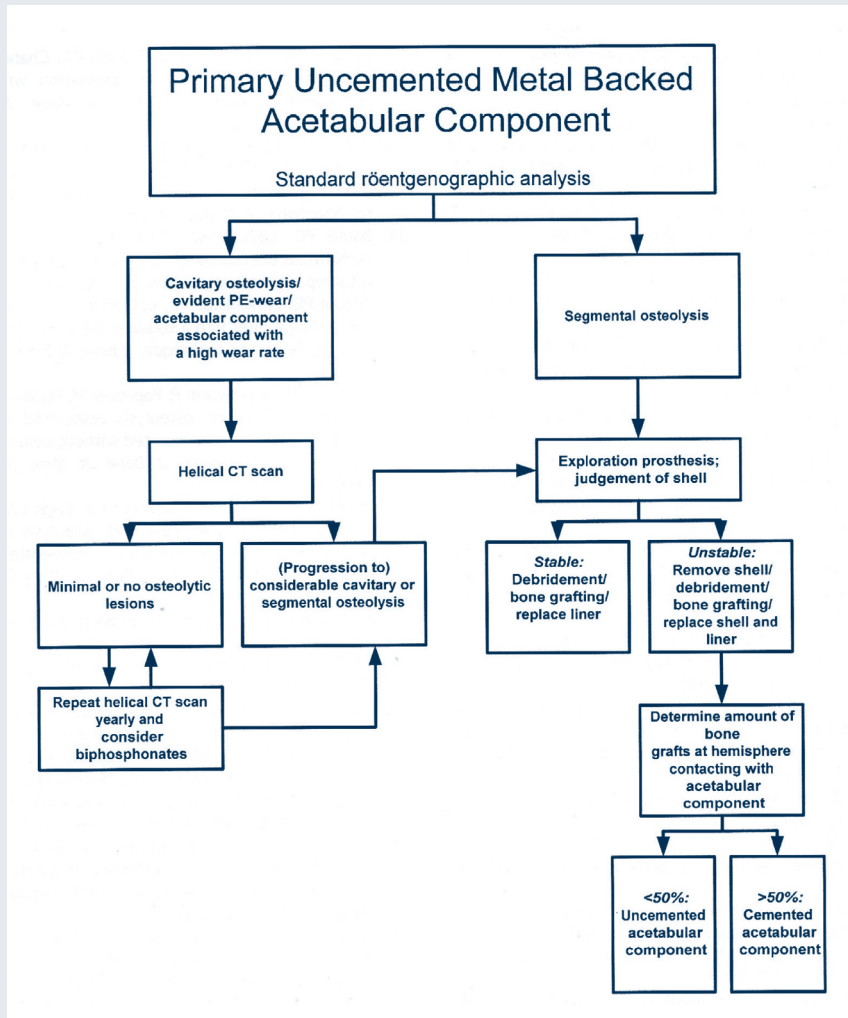 Primary Uncemented Metal Backed
Acetabular Component
Standard röentgenographic analysis
Cavitary osteolysis/
evident PE-wear/
acetabular component
associated with
a high wear rate
Segmental osteolysis
Helical CT scan
Exploration prosthesis;
judgement of shell
Minimal or no osteolytic
lesions
(Progression to)
considerable cavitary or
segmental osteolysis
Stable:
Debridement/
bone grafting/
replace liner
Unstable:
Remove shell/
debridement/
bone grafting/
replace shell and
liner
Repeat helical CT scan
yearly and
consider
biphosphonates
Determine amount of
bone
grafts at hemisphere
contacting with
acetabular
component
<50%:
Uncemented
acetabular
component
>50%:
Cemented
acetabular
component